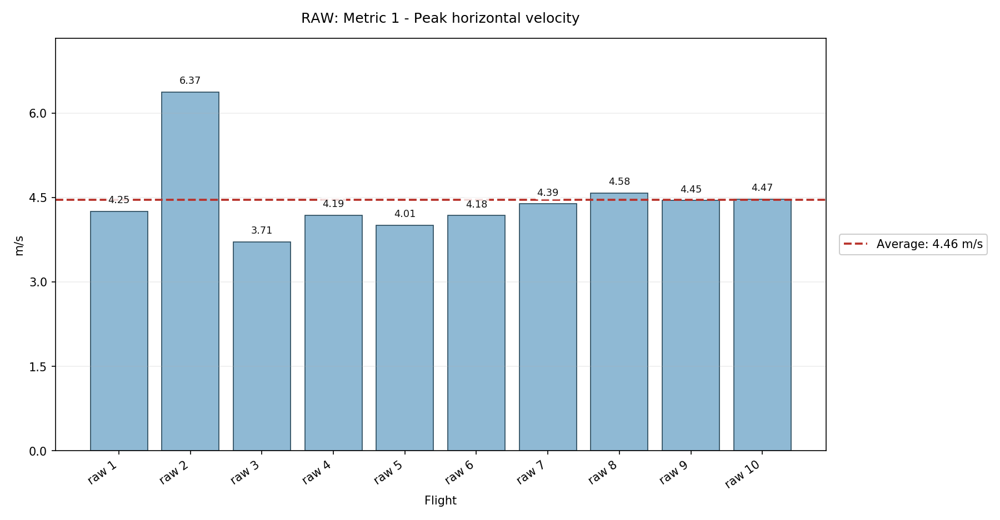 RAW: Metric 1 - Peak horizontal velocity
6.37
6.0
4.58
4.47
4.45
4.39
4.5
4.25
4.19
4.18
4.01
3.71
m/s
Average: 4.46 m/s
3.0
1.5
0.0
raw 1
raw 2
raw 3
raw 4
raw 5
raw 6
raw 7
raw 8
raw 9
raw 10
Flight